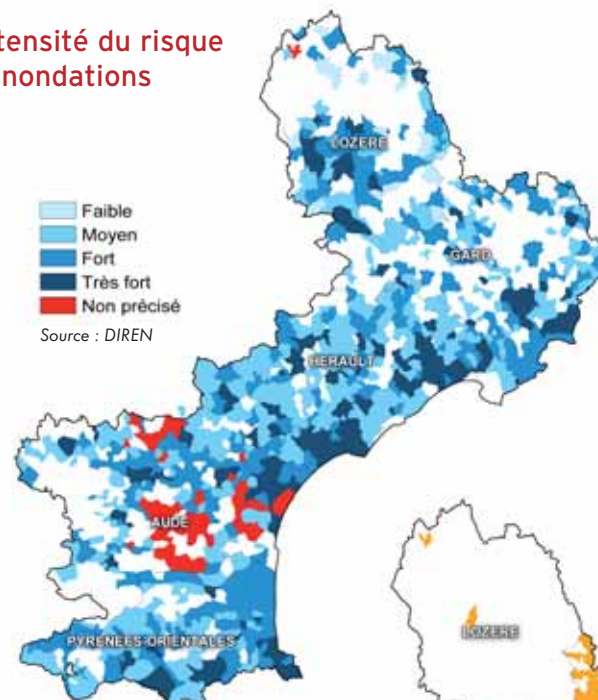 tensité du risque
nondations
Faible
Moyen
Fort
Très fort
Non précisé
Source : DIREN
LOZERE
GARD
HERAULT
AUDE
PYRENEES-ORIENTALES
LOZERE